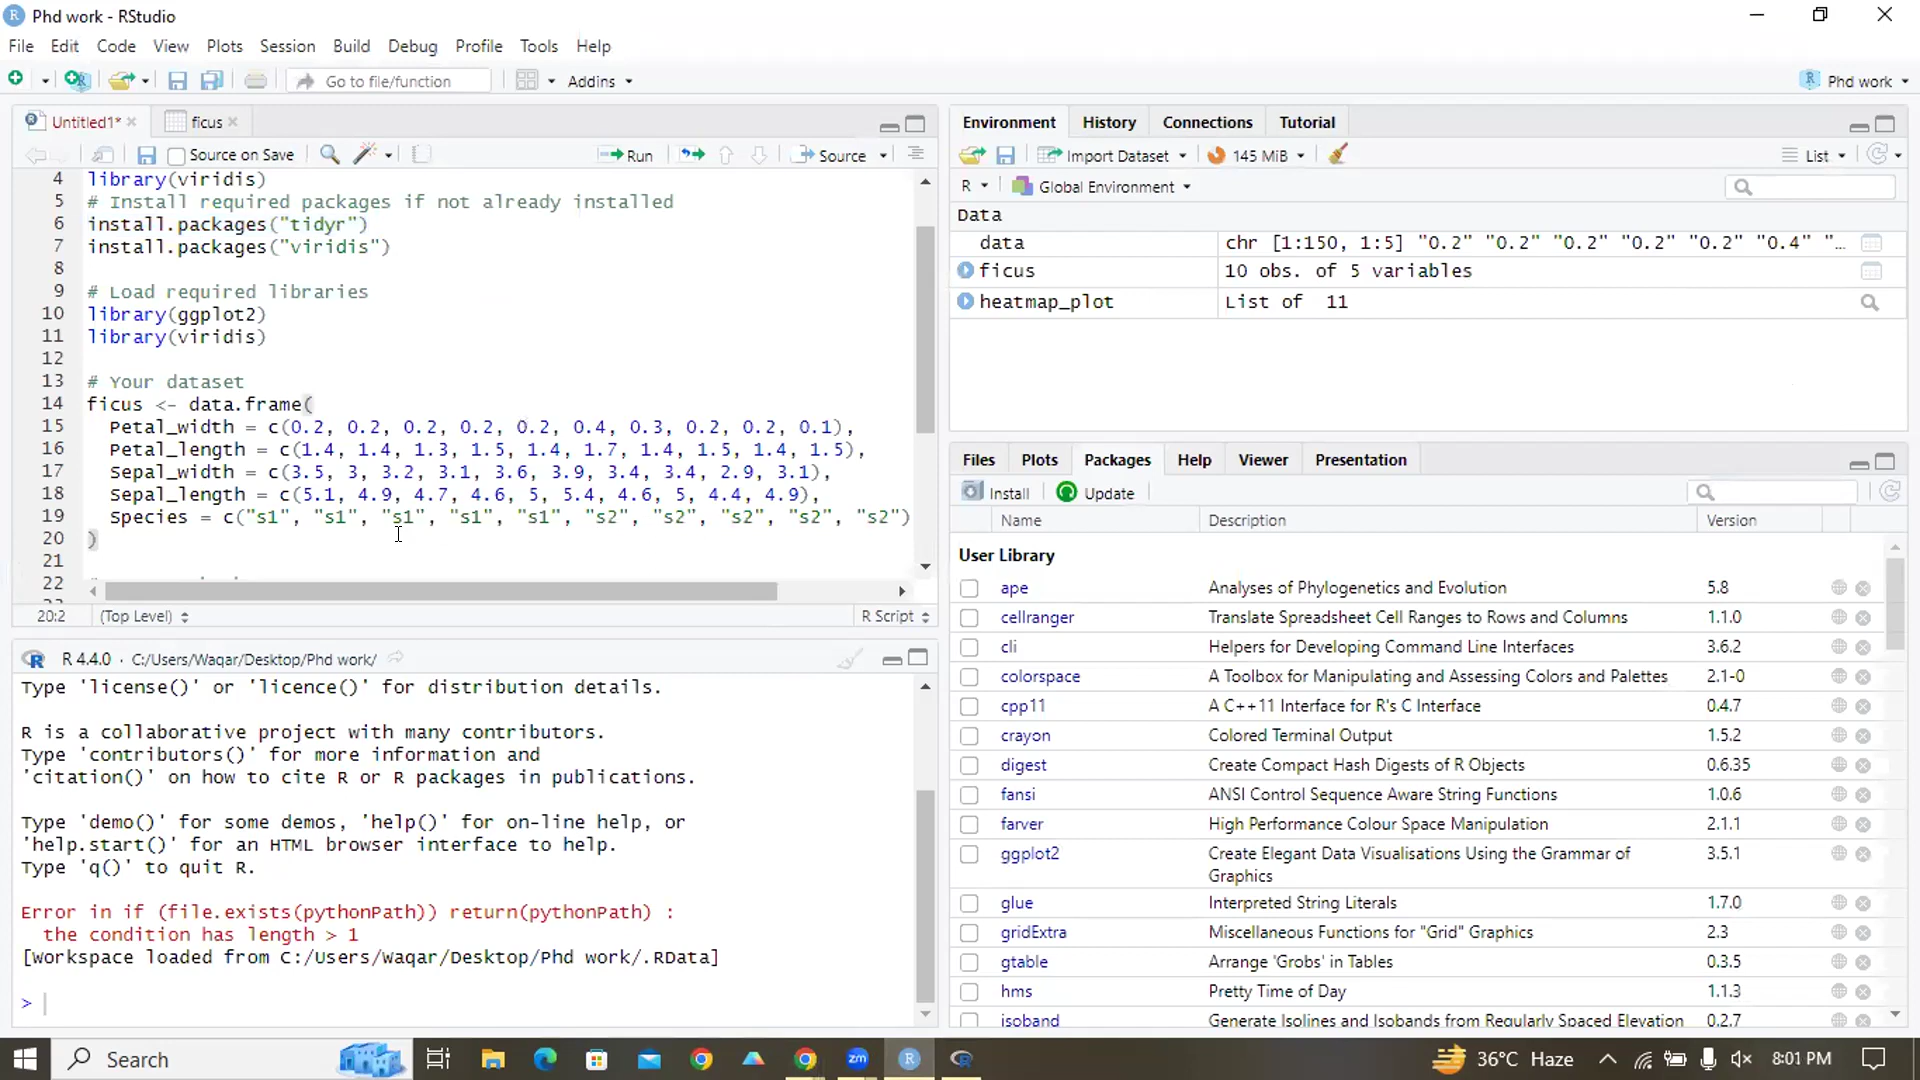 Phd work - RStudio
File Edit Code View Plots Session Build Debug Profile Tools Help
Go to file/function Addins Phd work
Untitled1* ficus
Source on Save Run Source
4 library(viridis)
5 # Install required packages if not already installed
6 install.packages("tidyr")
7 install.packages("viridis")
8
9 # Load required libraries
10 library(ggplot2)
11 library(viridis)
12
13 # Your dataset
14 ficus <- data.frame(
15 Petal_width = c(0.2, 0.2, 0.2, 0.2, 0.2, 0.4, 0.3, 0.2, 0.2, 0.1),
16 Petal_length = c(1.4, 1.4, 1.3, 1.5, 1.4, 1.7, 1.4, 1.5, 1.4, 1.5),
17 Sepal_width = c(3.5, 3, 3.2, 3.1, 3.6, 3.9, 3.4, 3.4, 2.9, 3.1),
18 Sepal_length = c(5.1, 4.9, 4.7, 4.6, 5, 5.4, 4.6, 5, 4.4, 4.9),
19 Species = c("s1", "s1", "s1", "s1", "s1", "s2", "s2", "s2", "s2", "s2")
20 )
21
22
20:2 (Top Level) R Script
R 4.4.0 · C:/Users/Waqar/Desktop/Phd work/
Type 'license()' or 'licence()' for distribution details.
R is a collaborative project with many contributors.
Type 'contributors()' for more information and
'citation()' on how to cite R or R packages in publications.
Type 'demo()' for some demos, 'help()' for on-line help, or
'help.start()' for an HTML browser interface to help.
Type 'q()' to quit R.
Error in if (file.exists(pythonPath)) return(pythonPath) :
the condition has length > 1
[Workspace loaded from C:/Users/Waqar/Desktop/Phd work/.RData]
>
Environment History Connections Tutorial
Import Dataset 145 MiB List
R Global Environment
Data
data chr [1:150, 1:5] "0.2" "0.2" "0.2" "0.2" "0.2" "0.4" "…
ficus 10 obs. of 5 variables
heatmap_plot List of 11
Files Plots Packages Help Viewer Presentation
Install Update
Name Description Version
User Library
ape Analyses of Phylogenetics and Evolution 5.8
cellranger Translate Spreadsheet Cell Ranges to Rows and Columns 1.1.0
cli Helpers for Developing Command Line Interfaces 3.6.2
colorspace A Toolbox for Manipulating and Assessing Colors and Palettes 2.1-0
cpp11 A C++11 Interface for R's C Interface 0.4.7
crayon Colored Terminal Output 1.5.2
digest Create Compact Hash Digests of R Objects 0.6.35
fansi ANSI Control Sequence Aware String Functions 1.0.6
farver High Performance Colour Space Manipulation 2.1.1
ggplot2 Create Elegant Data Visualisations Using the Grammar of 3.5.1
Graphics
glue Interpreted String Literals 1.7.0
gridExtra Miscellaneous Functions for "Grid" Graphics 2.3
gtable Arrange 'Grobs' in Tables 0.3.5
hms Pretty Time of Day 1.1.3
isoband Generate Isolines and Isobands from Regularly Spaced Elevation 0.2.7
Search zm 36°C Haze 8:01 PM